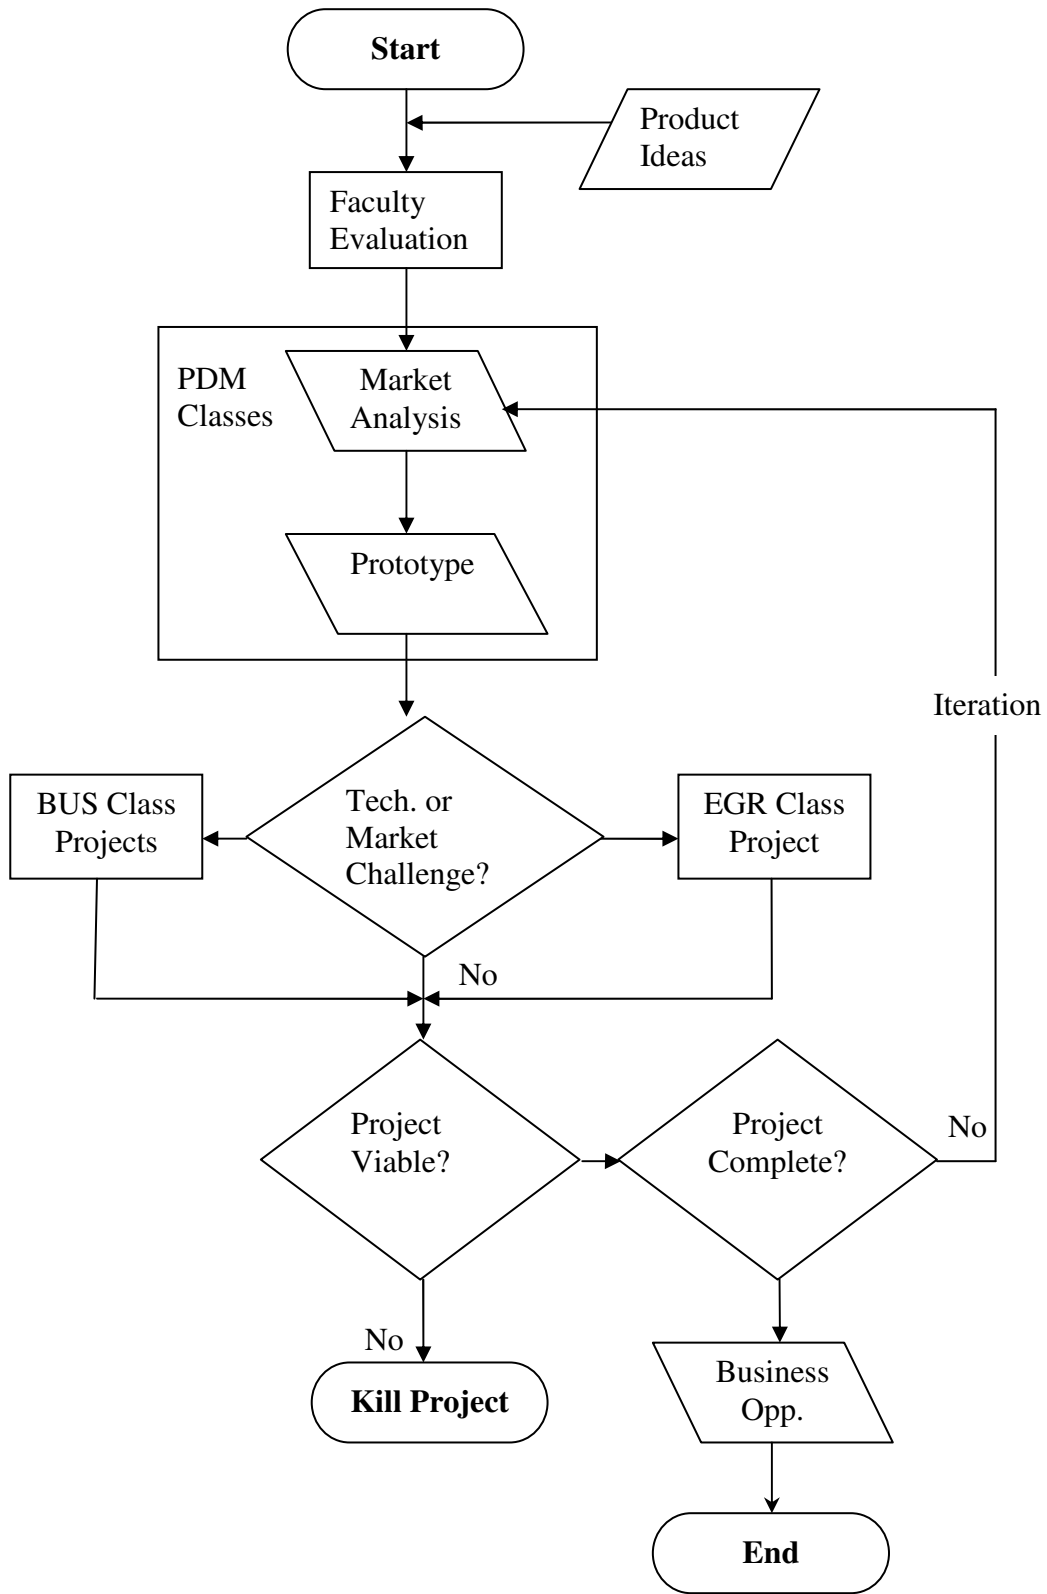 Start
Product
Ideas
Faculty
Evaluation
PDM
Classes
Market
Analysis
Prototype
Iteration
BUS Class
Projects
Tech. or
Market
Challenge?
EGR Class
Project
No
Project
Viable?
Project
Complete?
No
No
Kill Project
Business
Opp.
End